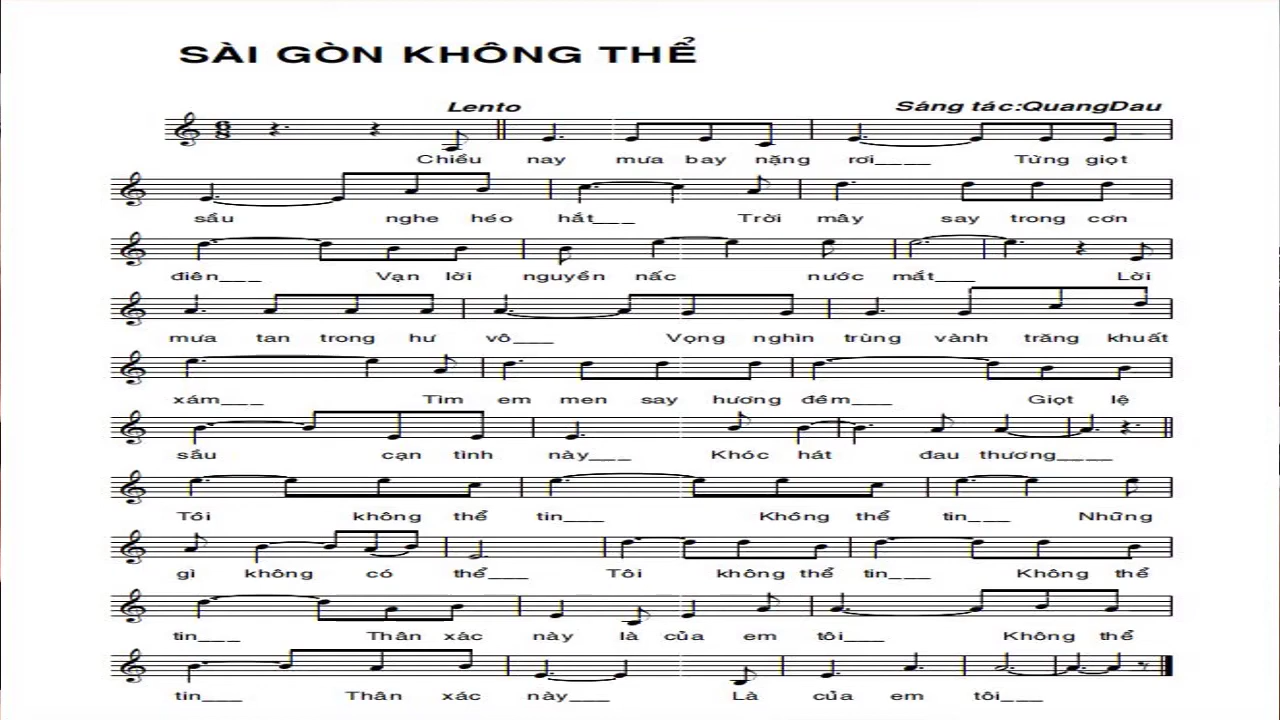 SÀI GÒN KHÔNG THỂ
Lento
Sáng tác:QuangDau
Chiều nay mưa bay nặng rơi____ Từng giọt
sầu nghe héo hắt___ Trời mây say trong cơn
điên___ Vạn lời nguyền nấc nước mắt___ Lời
mưa tan trong hư vô___ Vọng nghìn trùng vành trăng khuất
xám___ Tìm em men say hương đêm___ Giọt lệ
sầu cạn tình này___ Khóc hát đau thương____
Tôi không thể tin___ Không thể tin___ Những
gì không có thể___ Tôi không thể tin___ Không thể
tin___ Thân xác này là của em tôi___ Không thể
tin___ Thân xác này___ Là của em tôi___